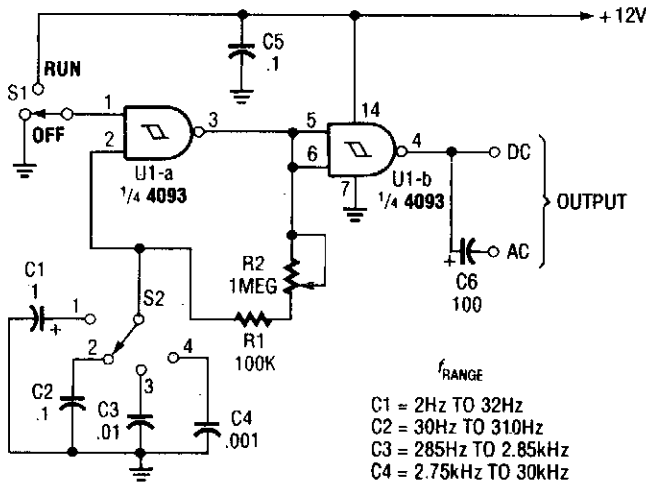 +12V
C5
.1
RUN
S1
OFF
1
2
3
U1-a
1/4 4093
5
6
14
4
7
U1-b
1/4 4093
DC
OUTPUT
AC
+
C6
100
R2
1MEG
R1
100K
C1
1
+
1
S2
2
3
4
C2
.1
C3
.01
C4
.001
fRANGE
C1 = 2Hz TO 32Hz
C2 = 30Hz TO 310Hz
C3 = 285Hz TO 2.85kHz
C4 = 2.75kHz TO 30kHz